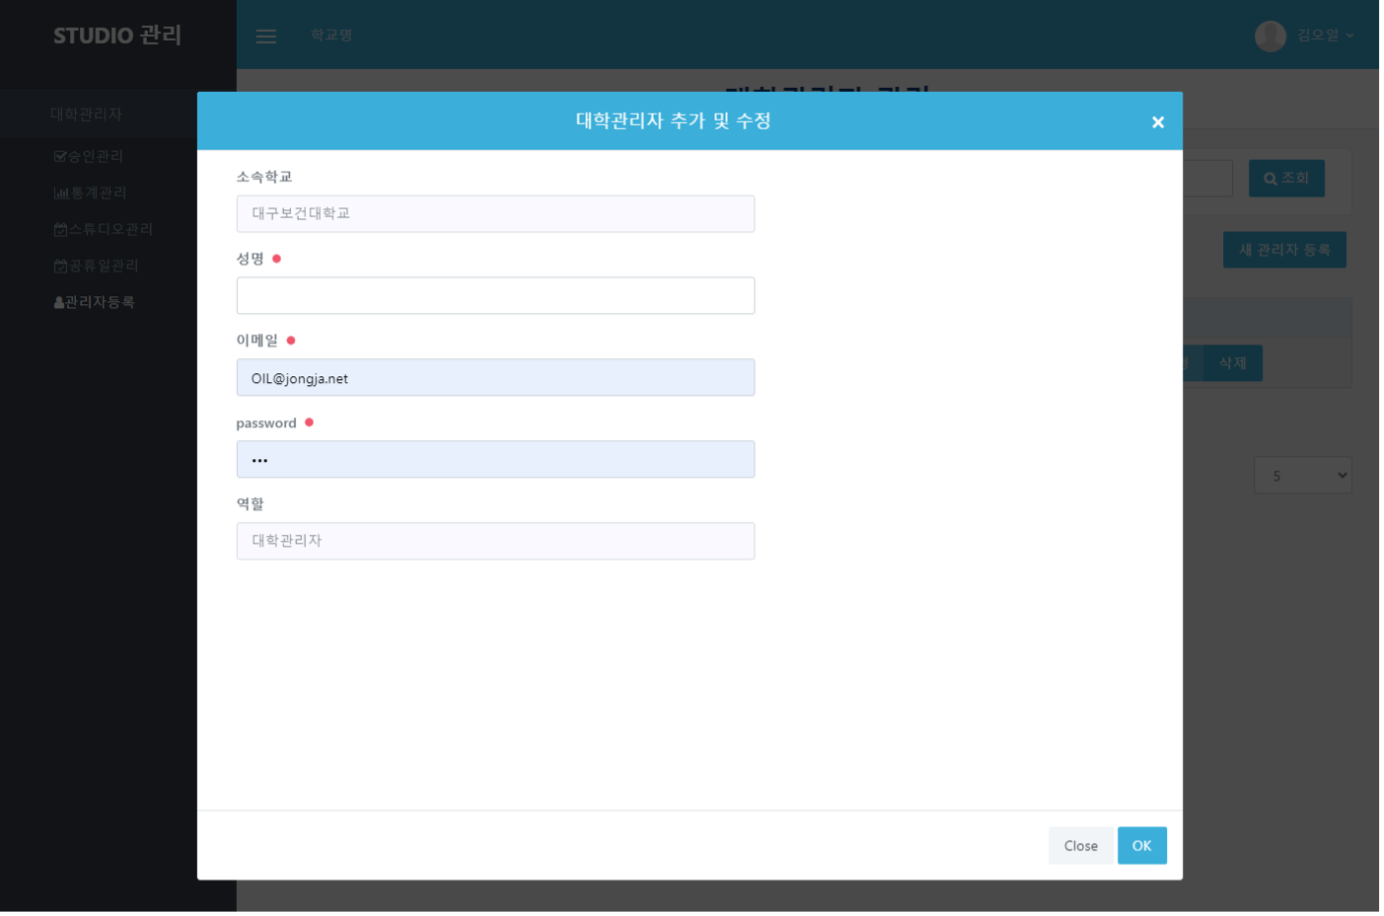 STUDIO 관리
학교명
김오일
대학관리자
승인관리
통계관리
스튜디오관리
공휴일관리
관리자등록
조회
새 관리자 등록
삭제
5
대학관리자 추가 및 수정
×
소속학교
대구보건대학교
성명
이메일
OIL@jongja.net
password
•••
역할
대학관리자
Close
OK